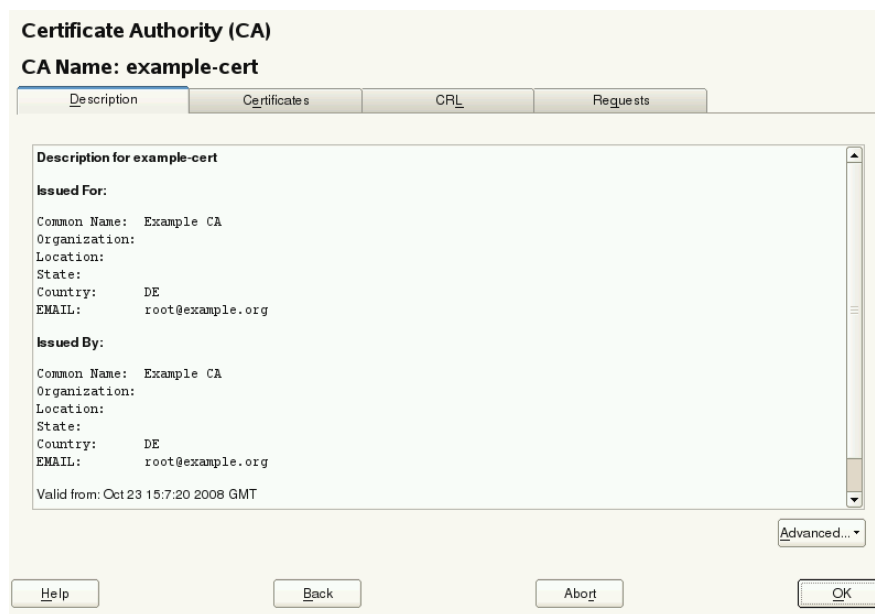 Certificate Authority (CA)
CA Name: example-cert
Description Certificates CRL Requests
Description for example-cert
Issued For:
Common Name: Example CA
Organization:
Location:
State:
Country: DE
EMAIL: root@example.org
Issued By:
Common Name: Example CA
Organization:
Location:
State:
Country: DE
EMAIL: root@example.org
Valid from: Oct 23 15:7:20 2008 GMT
Advanced...
Help Back Abort OK